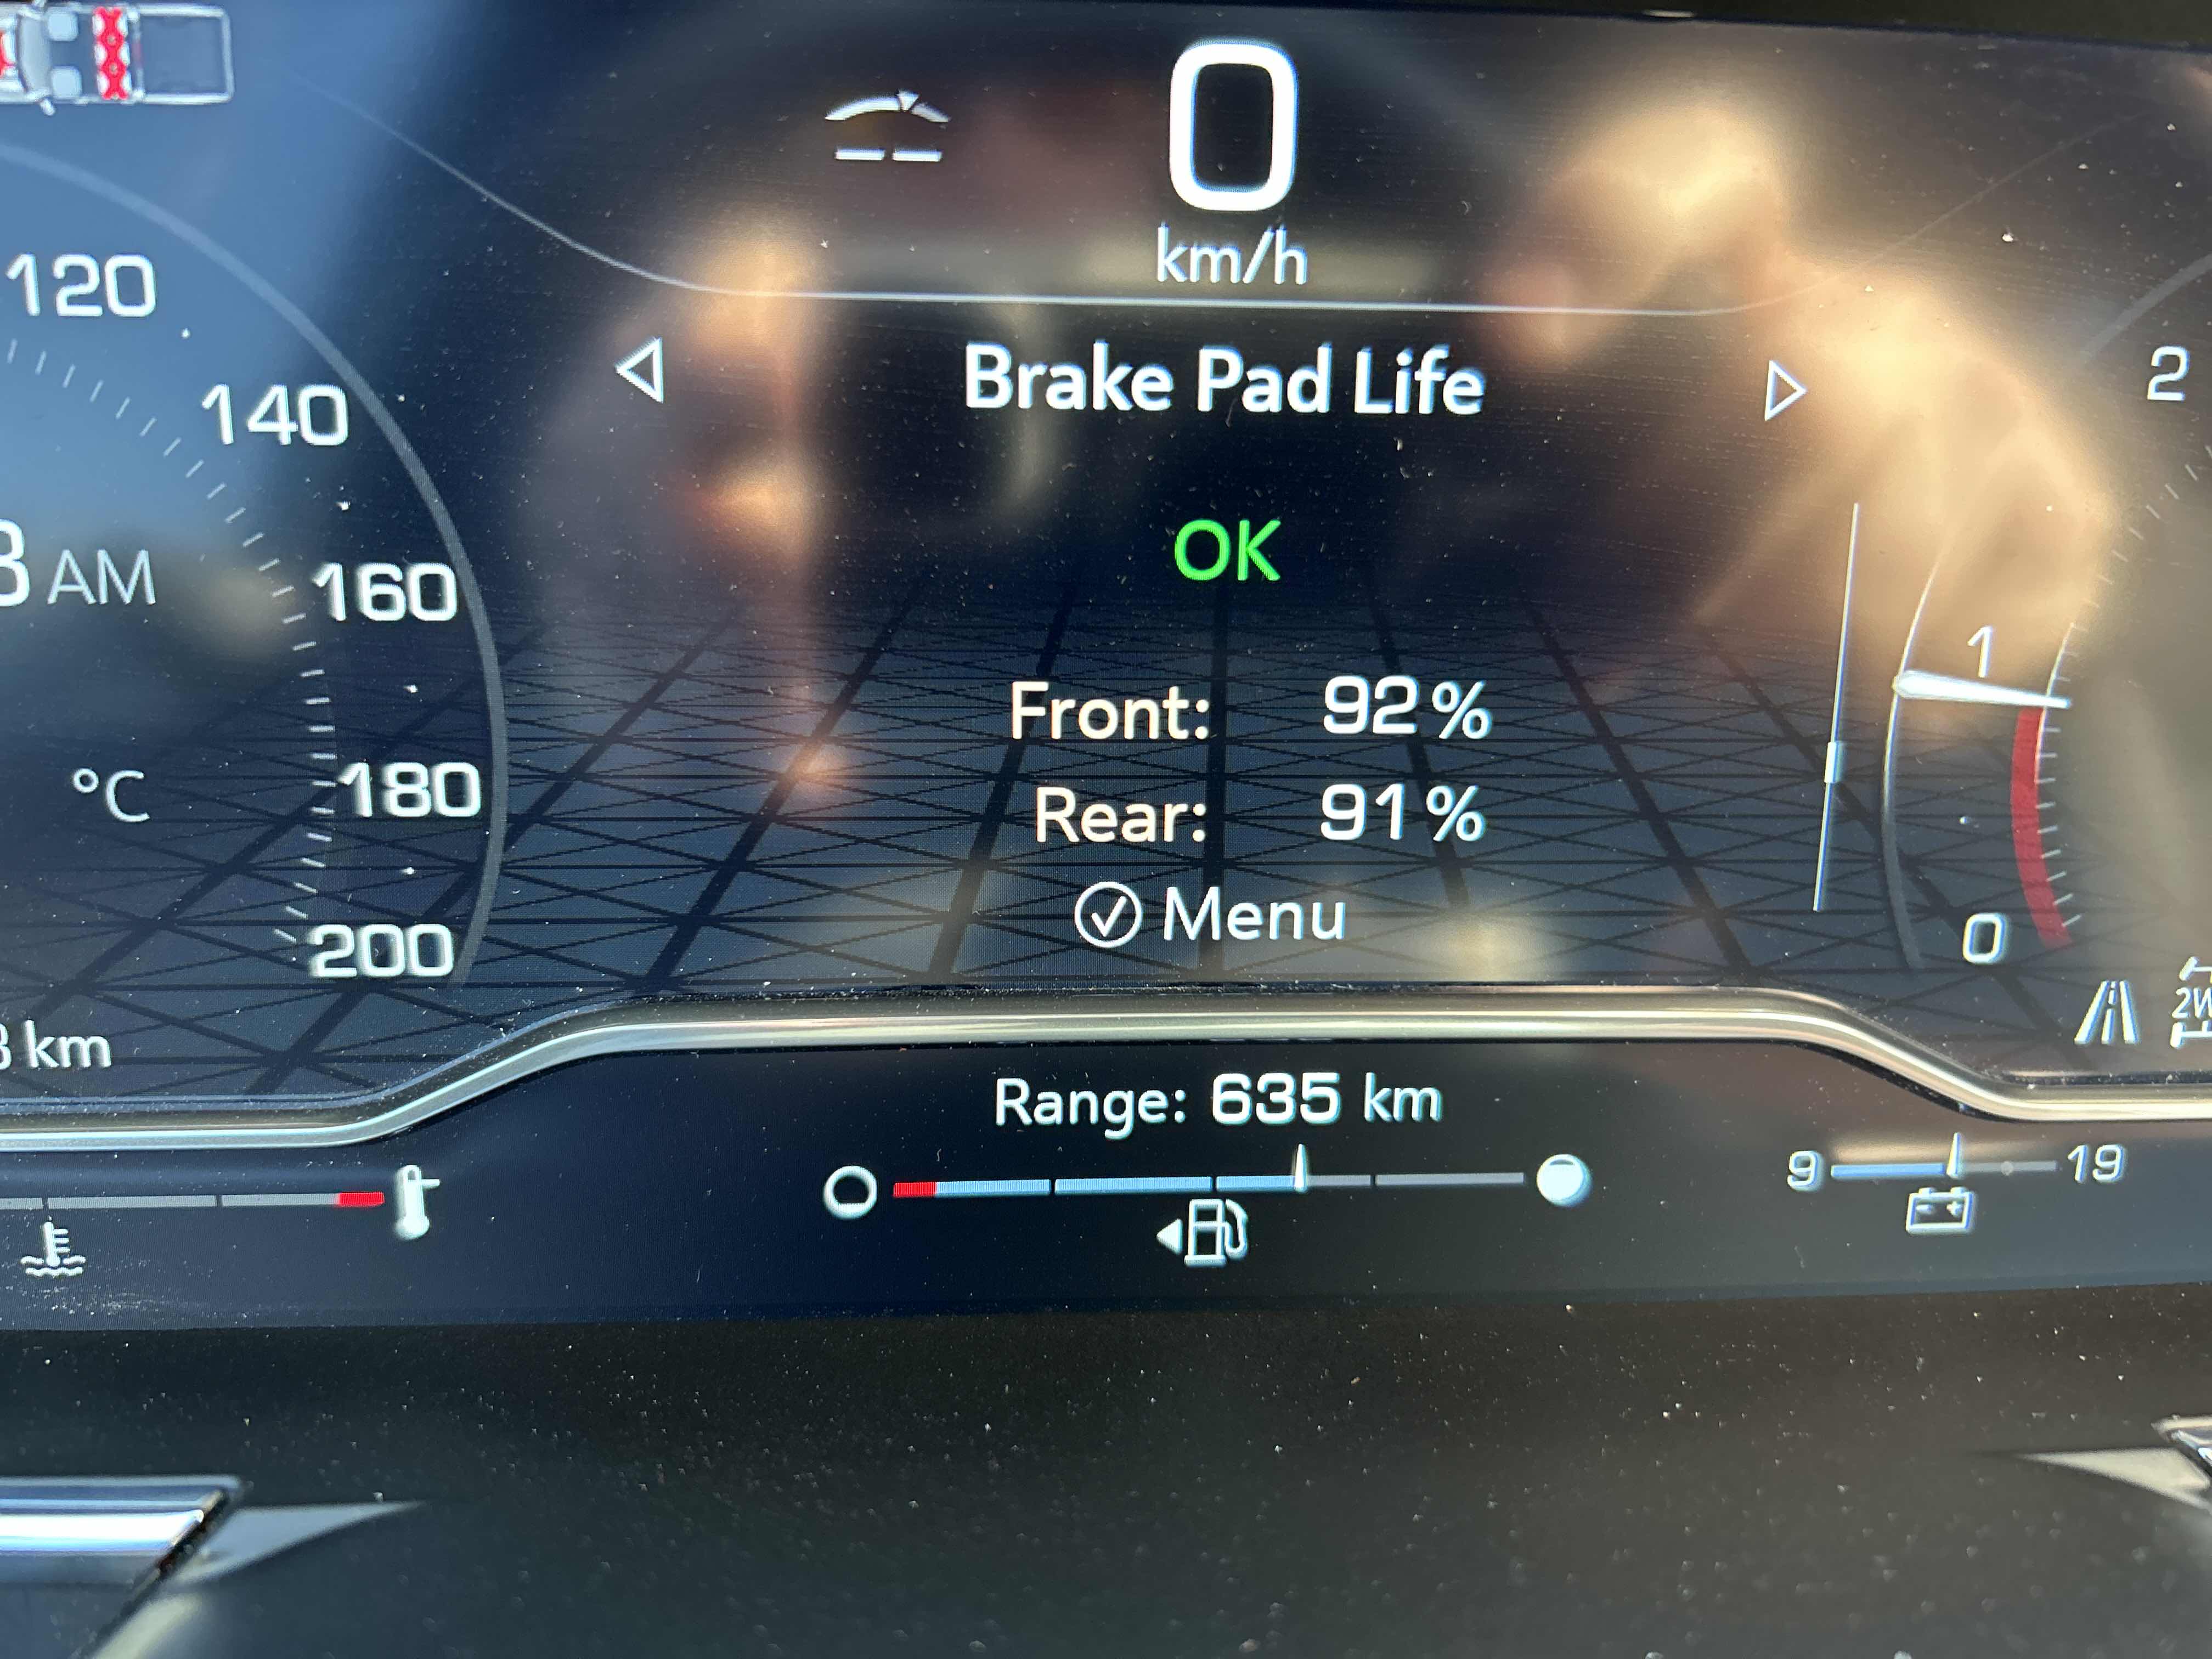 0
km/h
120
140
160
180
200
AM
°C
km
Brake Pad Life
OK
Front: 92%
Rear: 91%
Menu
2
1
0
Range: 635 km
9 19